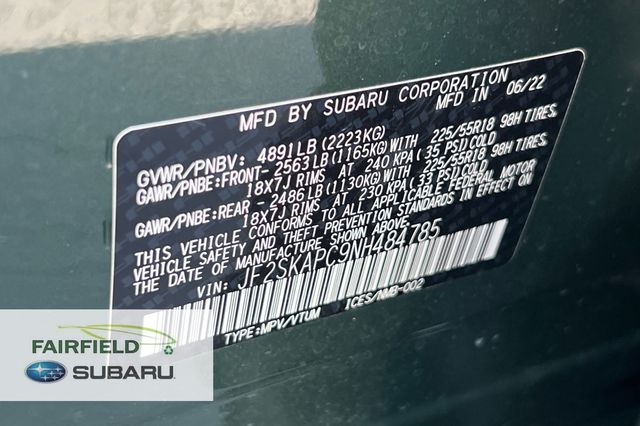 MFD BY SUBARU CORPORATION
MFD IN 06/22
GVWR/PNBV: 4891LB(2223KG)
GAWR/PNBE:FRONT- 2563LB(1165KG)WITH 225/55R18 98H TIRES,
18X7J RIMS AT 240 KPA(35 PSI)COLD
GAWR/PNBE:REAR- 2486LB(1130KG)WITH 225/55R18 98H TIRES,
18X7J RIMS AT 230 KPA(33 PSI)COLD
THIS VEHICLE CONFORMS TO ALL APPLICABLE FEDERAL MOTOR
VEHICLE SAFETY AND BUMPER STANDARDS IN EFFECT ON
THE DATE OF MANUFACTURE SHOWN ABOVE.
VIN: JF2SKAPC9NH484785
TYPE:MPV/VTUM ICES/NMB-002
FAIRFIELD
SUBARU